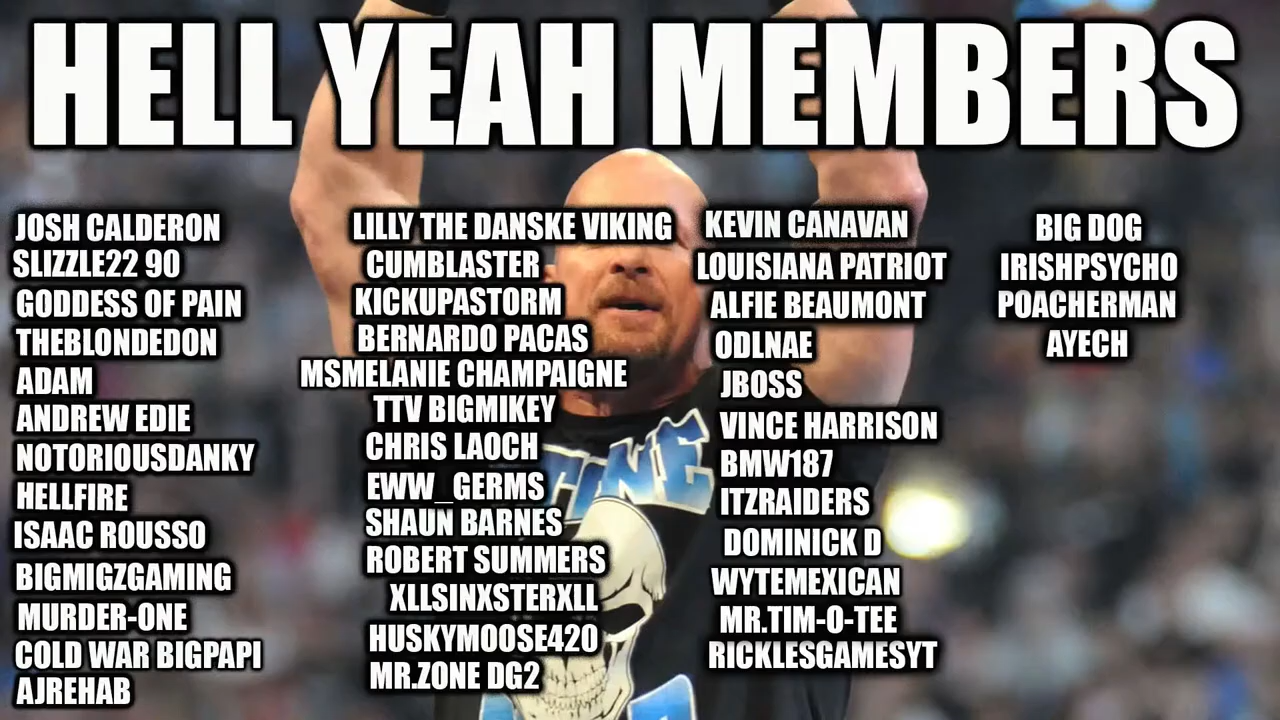 HELL YEAH MEMBERS
JOSH CALDERON
SLIZZLE22 90
GODDESS OF PAIN
THEBLONDEDON
ADAM
ANDREW EDIE
NOTORIOUSDANKY
HELLFIRE
ISAAC ROUSSO
BIGMIGZGAMING
MURDER-ONE
COLD WAR BIGPAPI
AJREHAB
LILLY THE DANSKE VIKING
CUMBLASTER
KICKUPASTORM
BERNARDO PACAS
MSMELANIE CHAMPAIGNE
TTV BIGMIKEY
CHRIS LAOCH
EWW_GERMS
SHAUN BARNES
ROBERT SUMMERS
XLLSINXSTERXLL
HUSKYMOOSE420
MR.ZONE DG2
KEVIN CANAVAN
LOUISIANA PATRIOT
ALFIE BEAUMONT
ODLNAE
JBOSS
VINCE HARRISON
BMW187
ITZRAIDERS
DOMINICK D
WYTEMEXICAN
MR.TIM-O-TEE
RICKLESGAMESYT
BIG DOG
IRISHPSYCHO
POACHERMAN
AYECH